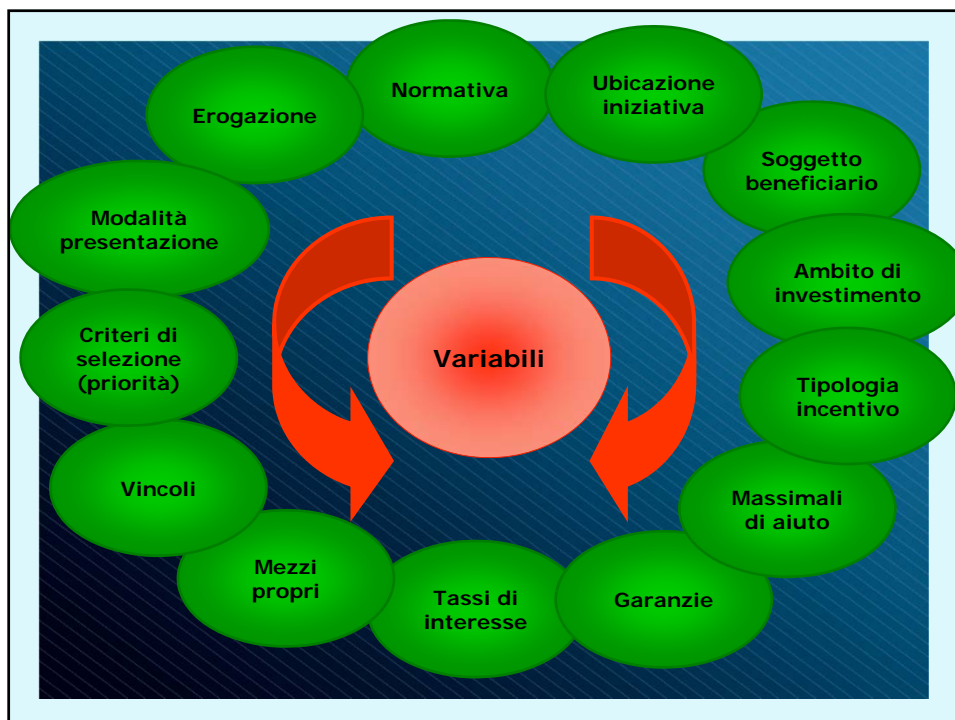 Normativa
Ubicazione
iniziativa
Soggetto
beneficiario
Ambito di
investimento
Tipologia
incentivo
Massimali
di aiuto
Garanzie
Tassi di
interesse
Mezzi
propri
Vincoli
Criteri di
selezione
(priorità)
Modalità
presentazione
Erogazione
Variabili